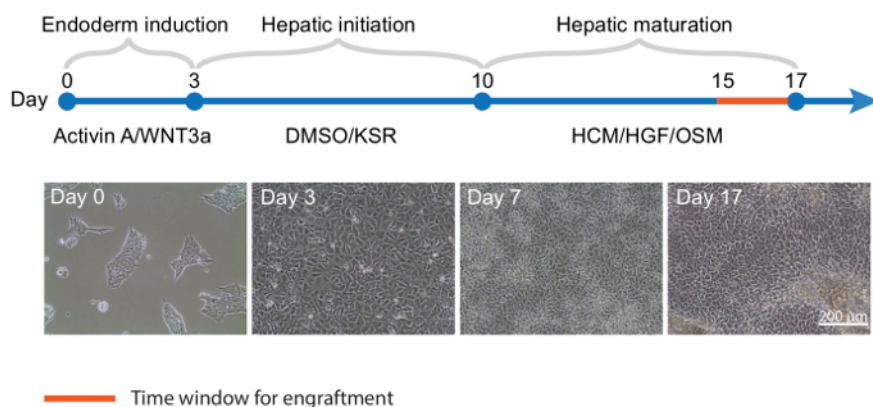 Endoderm induction Hepatic initiation Hepatic maturation
0 3 10 15 17
Day
Activin A/WNT3a DMSO/KSR HCM/HGF/OSM
Day 0 Day 3 Day 7 Day 17
200 μm
Time window for engraftment